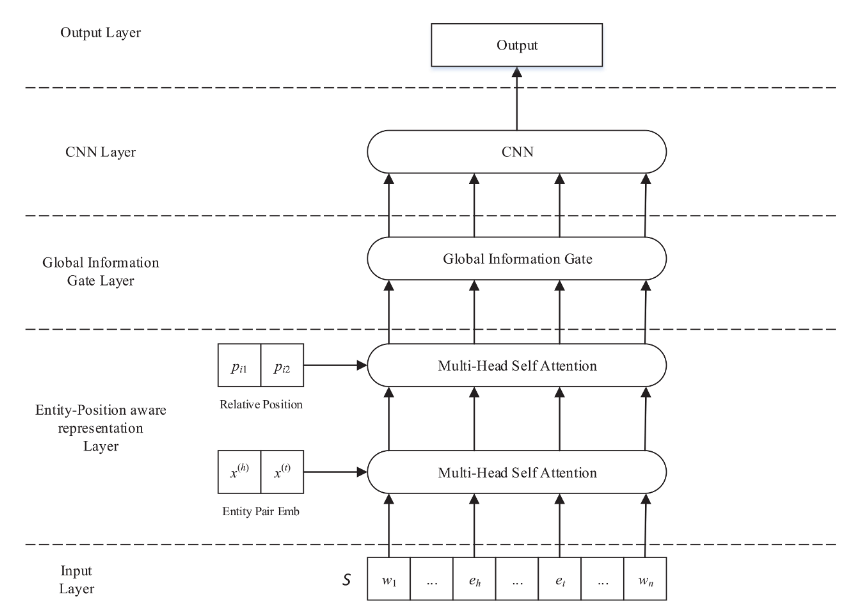 Output Layer
Output
CNN Layer
CNN
Global Information
Gate Layer
Global Information Gate
p_{i1} p_{i2}
Multi-Head Self Attention
Relative Position
Entity-Position aware
representation
Layer
x^{(h)} x^{(t)}
Multi-Head Self Attention
Entity Pair Emb
Input
Layer
S w_1 ... e_h ... e_t ... w_n